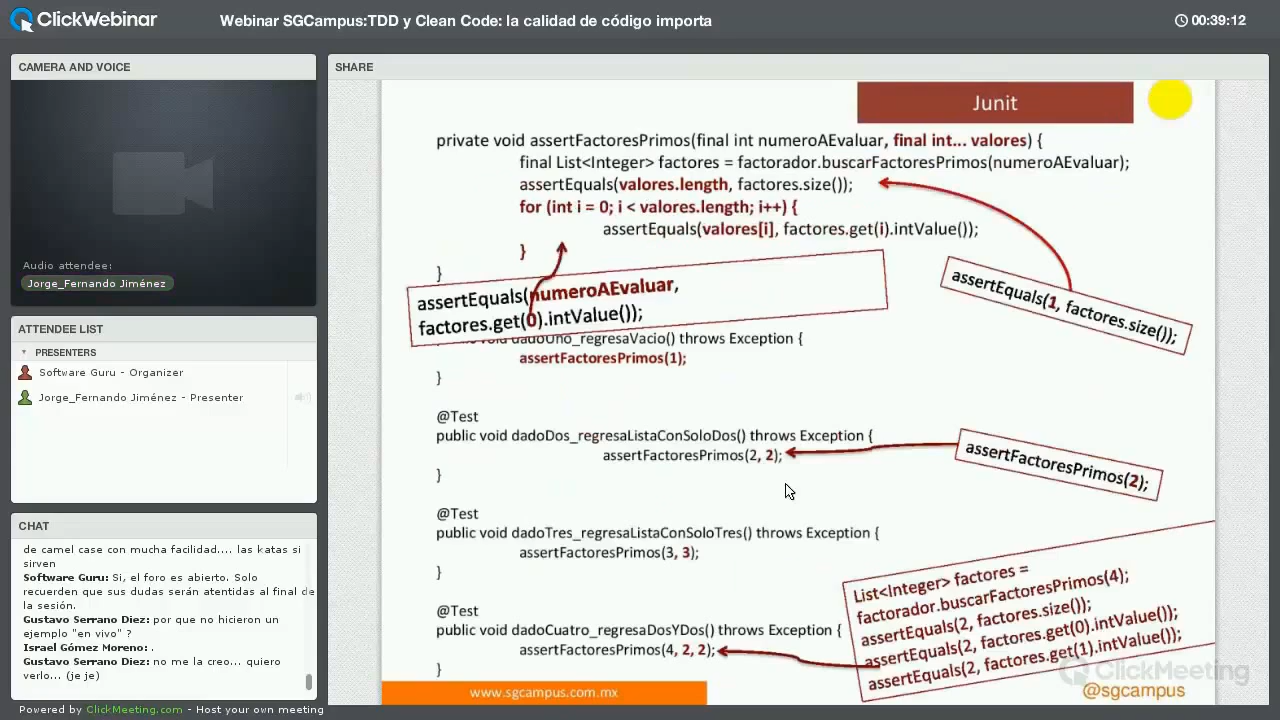 ClickWebinar
Webinar SGCampus:TDD y Clean Code: la calidad de código importa
00:39:12
CAMERA AND VOICE
Audio attendee:
Jorge_Fernando Jiménez
ATTENDEE LIST
PRESENTERS
Software Guru - Organizer
Jorge_Fernando Jiménez - Presenter
CHAT
de camel case con mucha facilidad.... las katas si
sirven
Software Guru: Si, el foro es abierto. Solo
recuerden que sus dudas serán atentidas al final de
la sesión.
Gustavo Serrano Diez: por que no hicieron un
ejemplo "en vivo" ?
Israel Gómez Moreno: .
Gustavo Serrano Diez: no me la creo... quiero
verlo... (je je)
Powered by ClickMeeting.com - Host your own meeting
SHARE
Junit
private void assertFactoresPrimos(final int numeroAEvaluar, final int... valores) {
final List<Integer> factores = factorador.buscarFactoresPrimos(numeroAEvaluar);
assertEquals(valores.length, factores.size());
for (int i = 0; i < valores.length; i++) {
assertEquals(valores[i], factores.get(i).intValue());
}
}
assertEquals(numeroAEvaluar,
factores.get(0).intValue());
assertEquals(1, factores.size());
void dadoUno_regresaVacio() throws Exception {
assertFactoresPrimos(1);
}
@Test
public void dadoDos_regresaListaConSoloDos() throws Exception {
assertFactoresPrimos(2, 2);
}
assertFactoresPrimos(2);
@Test
public void dadoTres_regresaListaConSoloTres() throws Exception {
assertFactoresPrimos(3, 3);
}
@Test
public void dadoCuatro_regresaDosYDos() throws Exception {
assertFactoresPrimos(4, 2, 2);
}
List<Integer> factores =
factorador.buscarFactoresPrimos(4);
assertEquals(2, factores.size());
assertEquals(2, factores.get(0).intValue());
assertEquals(2, factores.get(1).intValue());
ClickMeeting
www.sgcampus.com.mx
@sgcampus